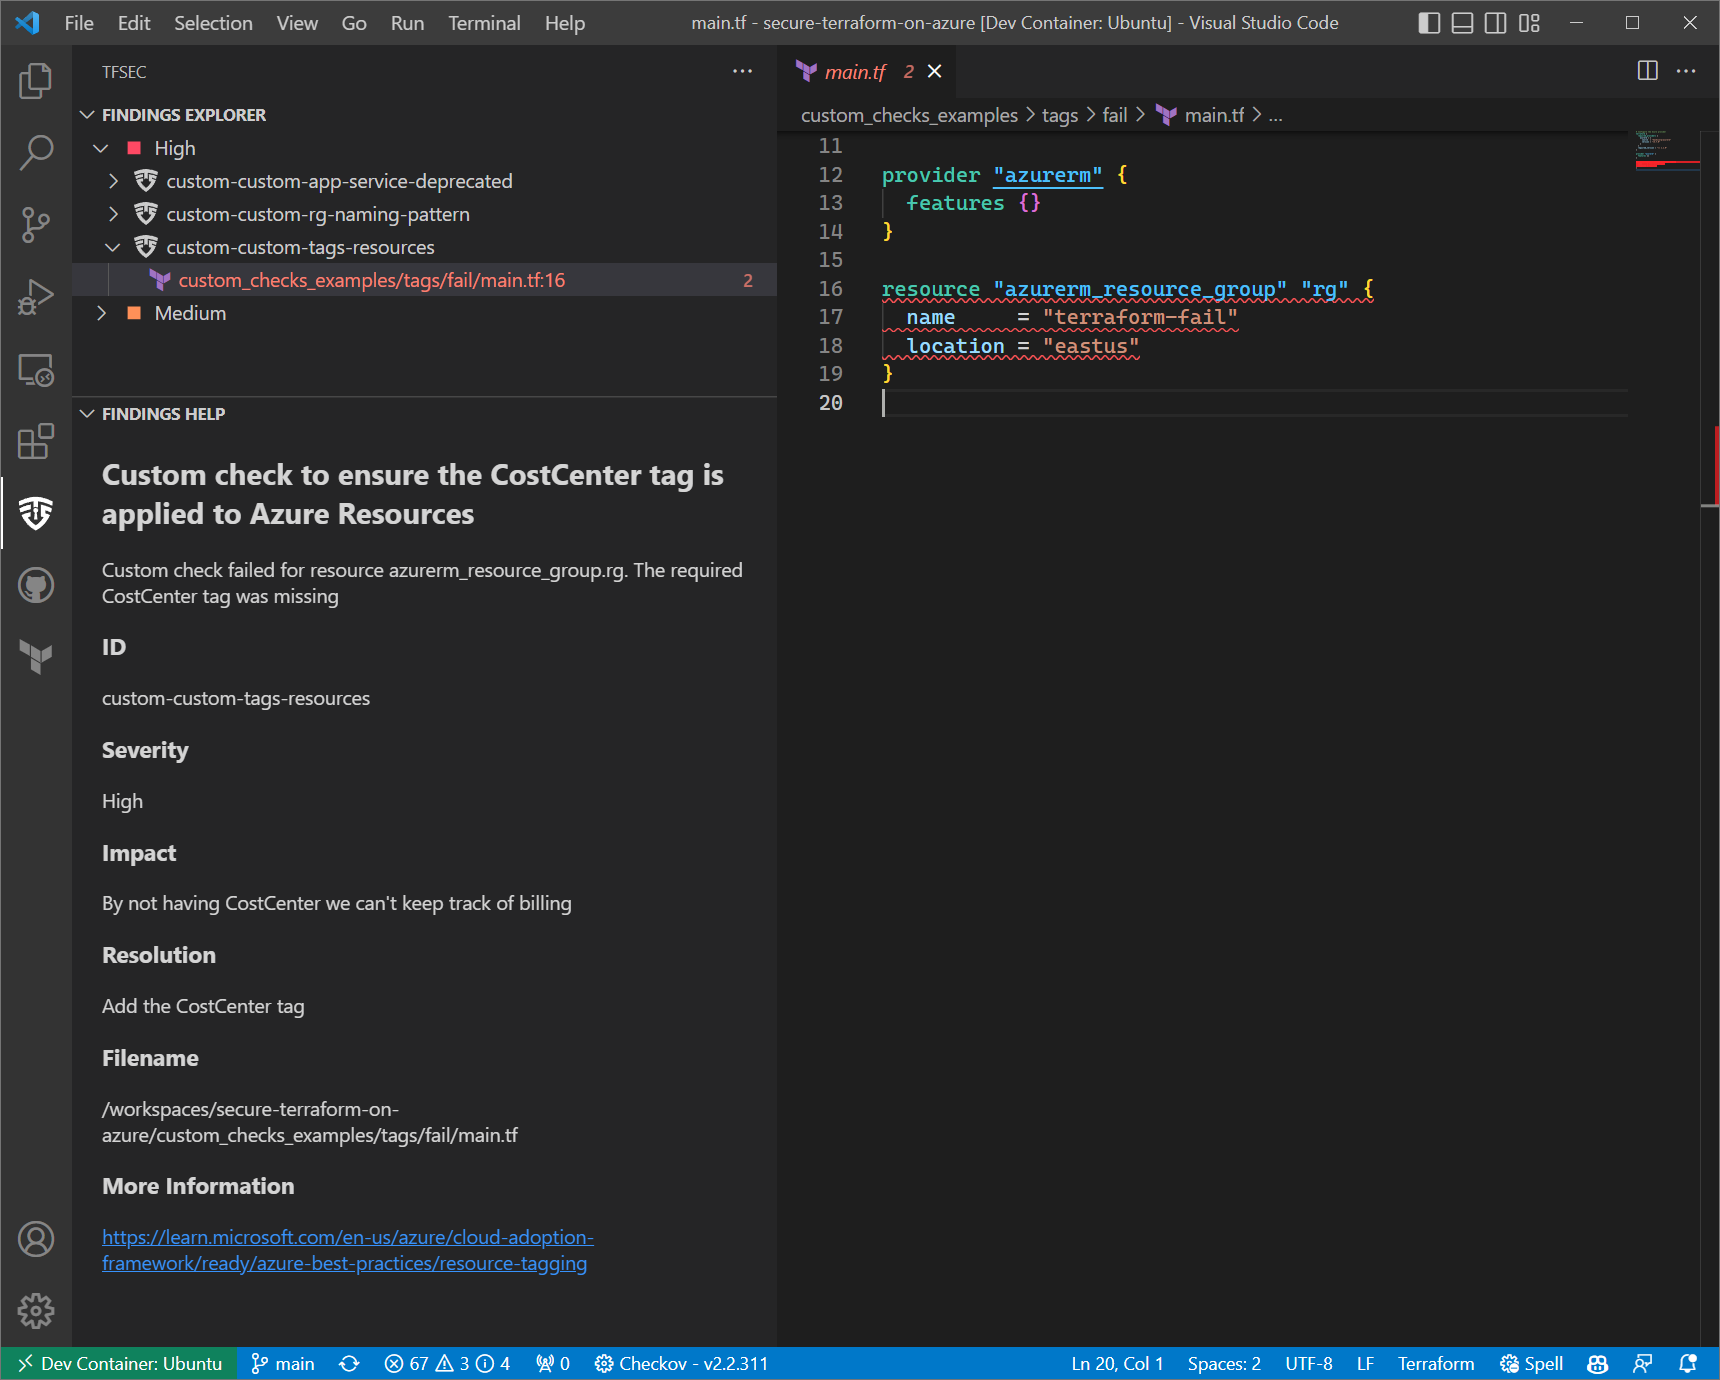 File Edit Selection View Go Run Terminal Help main.tf - secure-terraform-on-azure [Dev Container: Ubuntu] - Visual Studio Code
TFSEC
FINDINGS EXPLORER
High
custom-custom-app-service-deprecated
custom-custom-rg-naming-pattern
custom-custom-tags-resources
custom_checks_examples/tags/fail/main.tf:16 2
Medium
FINDINGS HELP
Custom check to ensure the CostCenter tag is
applied to Azure Resources
Custom check failed for resource azurerm_resource_group.rg. The required
CostCenter tag was missing
ID
custom-custom-tags-resources
Severity
High
Impact
By not having CostCenter we can't keep track of billing
Resolution
Add the CostCenter tag
Filename
/workspaces/secure-terraform-on-
azure/custom_checks_examples/tags/fail/main.tf
More Information
https://learn.microsoft.com/en-us/azure/cloud-adoption-
framework/ready/azure-best-practices/resource-tagging
main.tf 2
custom_checks_examples > tags > fail > main.tf > ...
11
12 provider "azurerm" {
13   features {}
14 }
15
16 resource "azurerm_resource_group" "rg" {
17   name     = "terraform-fail"
18   location = "eastus"
19 }
20
Dev Container: Ubuntu main 67 3 4 0 Checkov - v2.2.311 Ln 20, Col 1 Spaces: 2 UTF-8 LF Terraform Spell